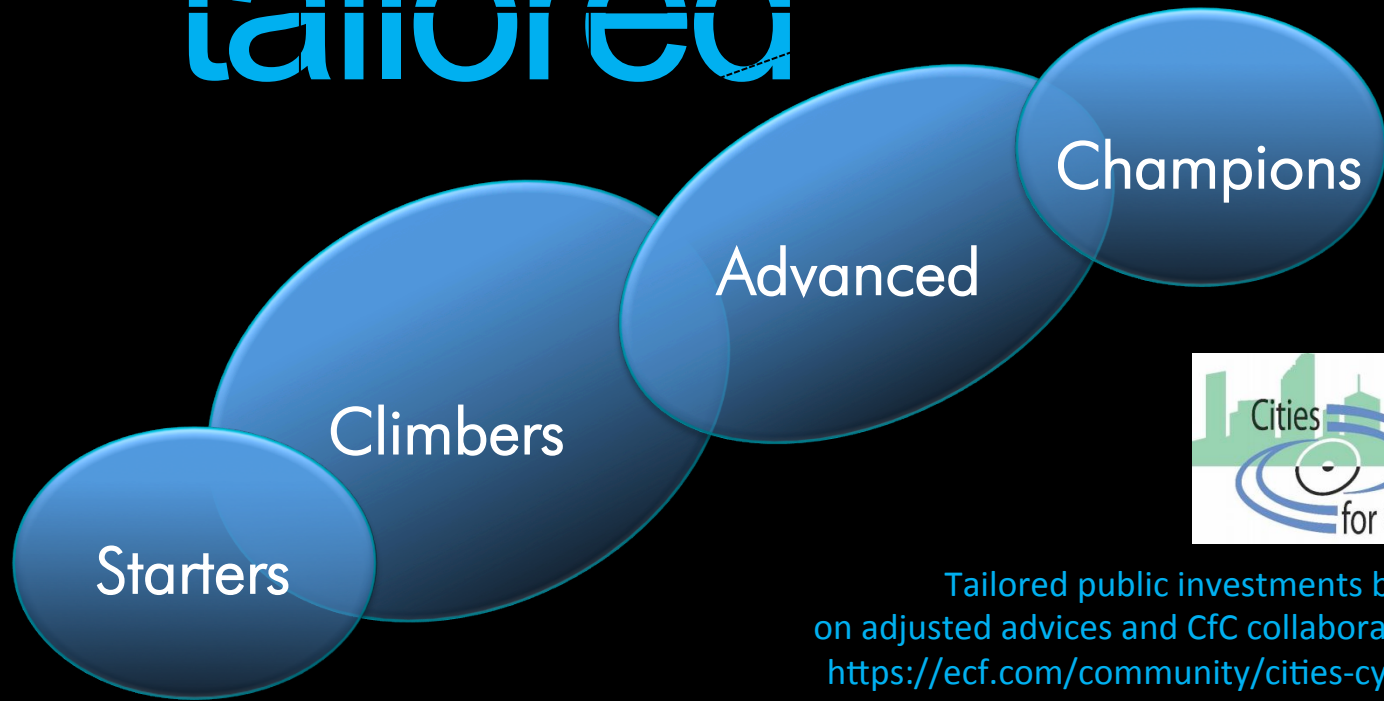 tailored
Champions
Advanced
Climbers
Starters
Cities
for
Tailored public investments b
on adjusted advices and CfC collabora
https://ecf.com/community/cities-cy